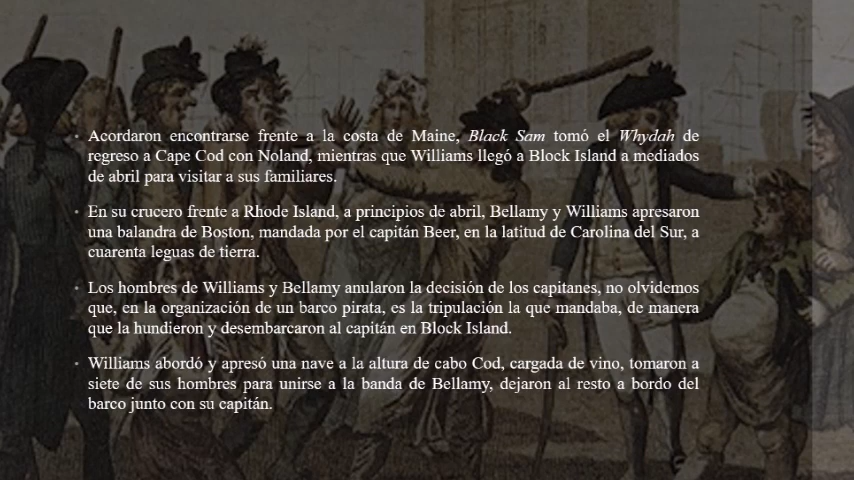 • Acordaron encontrarse frente a la costa de Maine, Black Sam tomó el Whydah de
regreso a Cape Cod con Noland, mientras que Williams llegó a Block Island a mediados
de abril para visitar a sus familiares.
• En su crucero frente a Rhode Island, a principios de abril, Bellamy y Williams apresaron
una balandra de Boston, mandada por el capitán Beer, en la latitud de Carolina del Sur, a
cuarenta leguas de tierra.
• Los hombres de Williams y Bellamy anularon la decisión de los capitanes, no olvidemos
que, en la organización de un barco pirata, es la tripulación la que mandaba, de manera
que la hundieron y desembarcaron al capitán en Block Island.
• Williams abordó y apresó una nave a la altura de cabo Cod, cargada de vino, tomaron a
siete de sus hombres para unirse a la banda de Bellamy, dejaron al resto a bordo del
barco junto con su capitán.